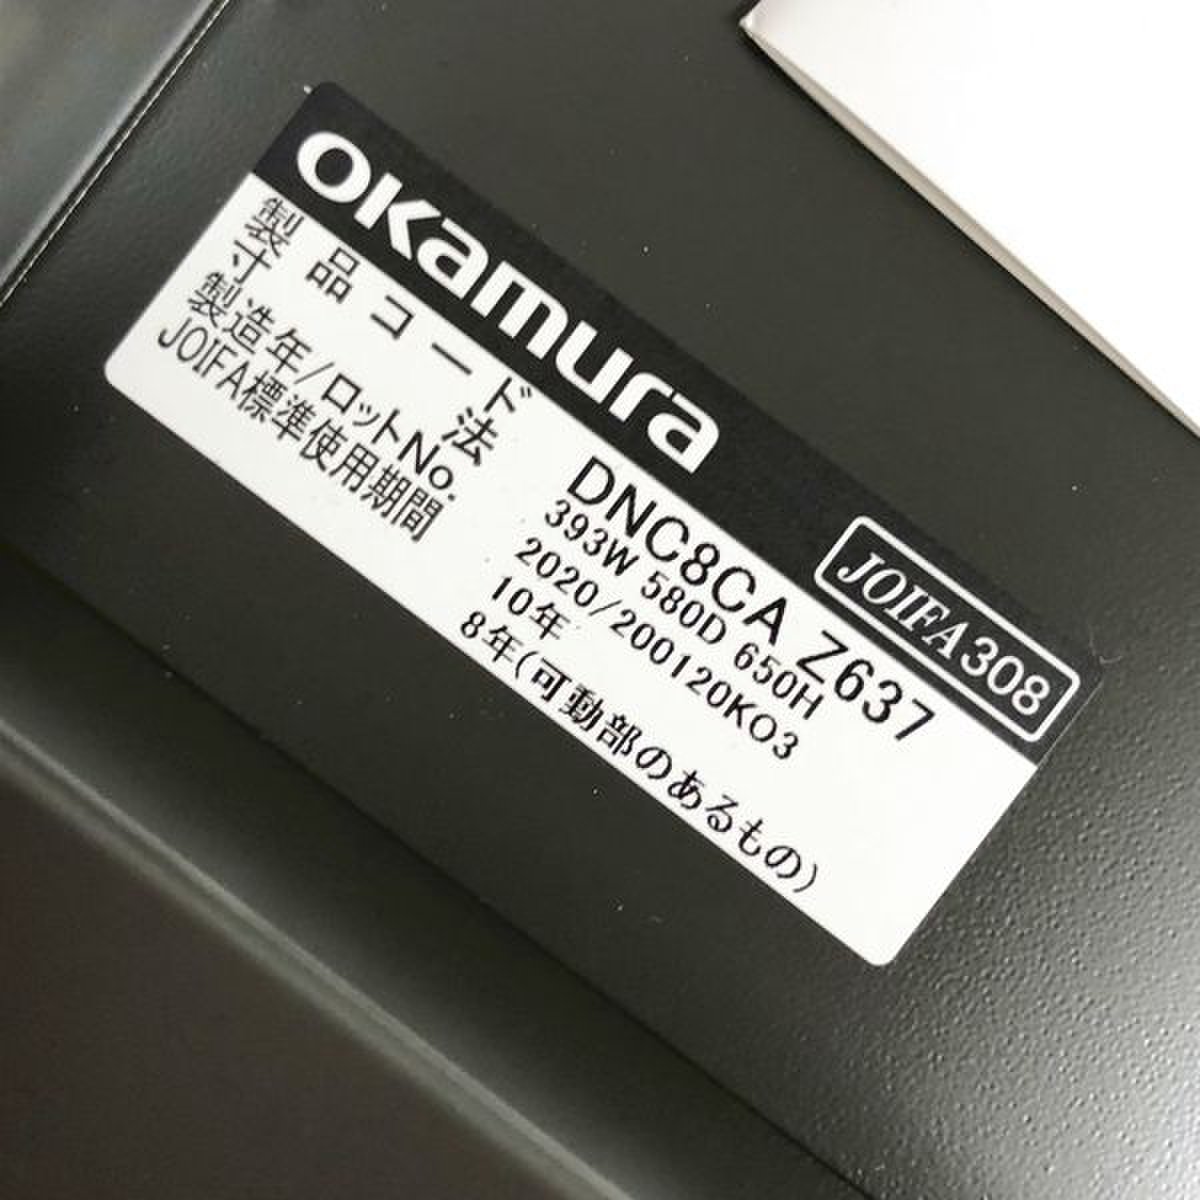 OKamura
JOIFA308
製品コード DNC8CA Z637
寸法 393W 580D 650H
製造年/ロットNo. 2020/200120KO3
JOIFA標準使用期間 10年
8年(可動部のあるもの)